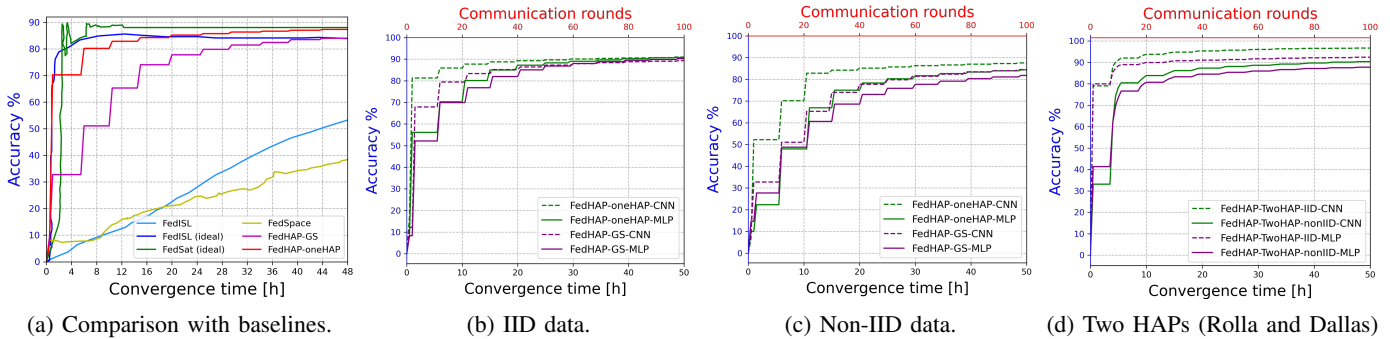 Accuracy %
90
80
70
60
50
40
30
20
10
0
FedISL
FedISL (ideal)
FedSat (ideal)
FedSpace
FedHAP-GS
FedHAP-oneHAP
0 4 8 12 16 20 24 28 32 36 40 44 48
Convergence time [h]
(a) Comparison with baselines.
Communication rounds
0 20 40 60 80 100
Accuracy %
100
90
80
70
60
50
40
30
20
10
0
FedHAP-oneHAP-CNN
FedHAP-oneHAP-MLP
FedHAP-GS-CNN
FedHAP-GS-MLP
0 10 20 30 40 50
Convergence time [h]
(b) IID data.
Communication rounds
0 20 40 60 80 100
Accuracy %
100
90
80
70
60
50
40
30
20
10
0
FedHAP-oneHAP-CNN
FedHAP-oneHAP-MLP
FedHAP-GS-CNN
FedHAP-GS-MLP
0 10 20 30 40 50
Convergence time [h]
(c) Non-IID data.
Communication rounds
0 20 40 60 80 100
Accuracy %
100
90
80
70
60
50
40
30
20
10
0
FedHAP-TwoHAP-IID-CNN
FedHAP-TwoHAP-nonIID-CNN
FedHAP-TwoHAP-IID-MLP
FedHAP-TwoHAP-nonIID-MLP
0 10 20 30 40 50
Convergence time [h]
(d) Two HAPs (Rolla and Dallas)